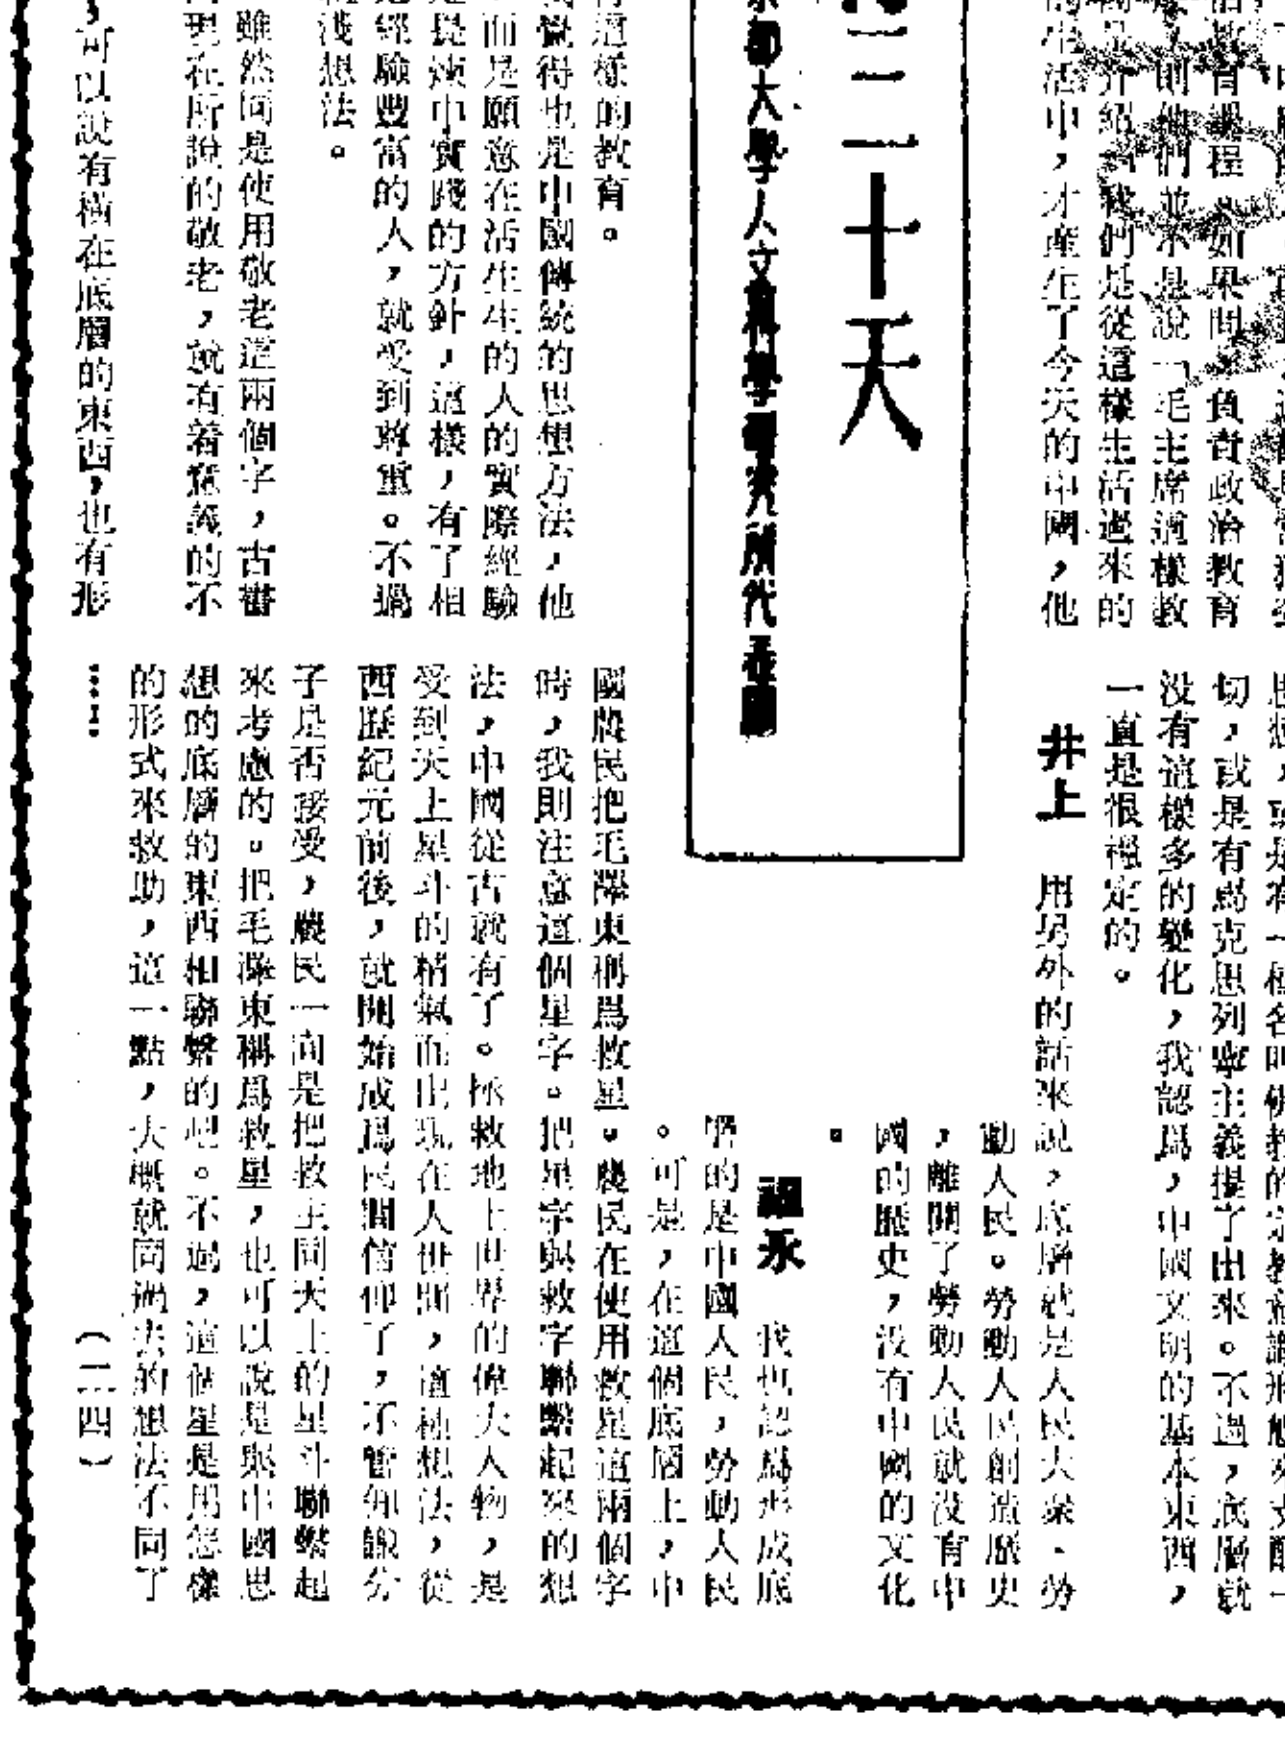 育課程。如果問：負責政治教育
則他們並不是說「毛主席這樣教
是介紹「我們是從這樣生活過來的
的生活中，才產生了今天的中國，他
三十天
京都大學人文科學研究所代表團
這樣的教育。
覺得也是中國傳統的思想方法，他
而是願意在活生生的人的實際經驗
是提煉中實踐的方針，這樣，有了相
經驗豐富的人，就受到尊重。不過
淺想法。
雖然同是使用敬老這兩個字，古書
現在所說的敬老，就有着意義的不
，可以說有橫在底層的東西，也有形
切，或是有馬克思列寧主義提了出來。不過，底層就
沒有這樣多的變化，我認爲，中國文明的基本東西，
一直是很穩定的。
井上　用另外的話來說，底層就是人民大衆、勞
動人民。勞動人民創造歷史
，離開了勞動人民就沒有中
國的歷史，沒有中國的文化
。
永　我也認爲形成底
層的是中國人民，勞動人民
。可是，在這個底層上，中
國農民把毛澤東稱爲救星。農民在使用救星這兩個字
時，我則注意這個星字。把星字與救字聯繫起來的想
法，中國從古就有了。拯救地上世界的偉大人物，是
受到天上星斗的精氣而出現在人世間，這種想法，從
西歷紀元前後，就開始成爲民間信仰了，不管知識分
子是否接受，農民一向是把救主同天上的星斗聯繫起
來考慮的。把毛澤東稱爲救星，也可以說是與中國思
想的底層的東西相聯繫的吧。不過，這個星是用怎樣
的形式來救助，這一點，大概就同過去的想法不同了
……　（二四）